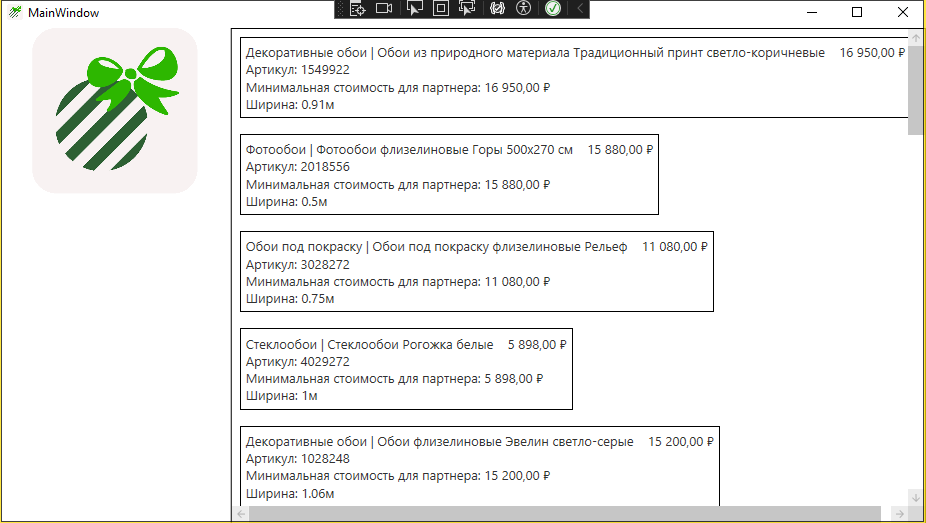 MainWindow
Декоративные обои | Обои из природного материала Традиционный принт светло-коричневые 16 950,00 ₽
Артикул: 1549922
Минимальная стоимость для партнера: 16 950,00 ₽
Ширина: 0.91м
Фотообои | Фотообои флизелиновые Горы 500x270 см 15 880,00 ₽
Артикул: 2018556
Минимальная стоимость для партнера: 15 880,00 ₽
Ширина: 0.5м
Обои под покраску | Обои под покраску флизелиновые Рельеф 11 080,00 ₽
Артикул: 3028272
Минимальная стоимость для партнера: 11 080,00 ₽
Ширина: 0.75м
Стеклообои | Стеклообои Рогожка белые 5 898,00 ₽
Артикул: 4029272
Минимальная стоимость для партнера: 5 898,00 ₽
Ширина: 1м
Декоративные обои | Обои флизелиновые Эвелин светло-серые 15 200,00 ₽
Артикул: 1028248
Минимальная стоимость для партнера: 15 200,00 ₽
Ширина: 1.06м